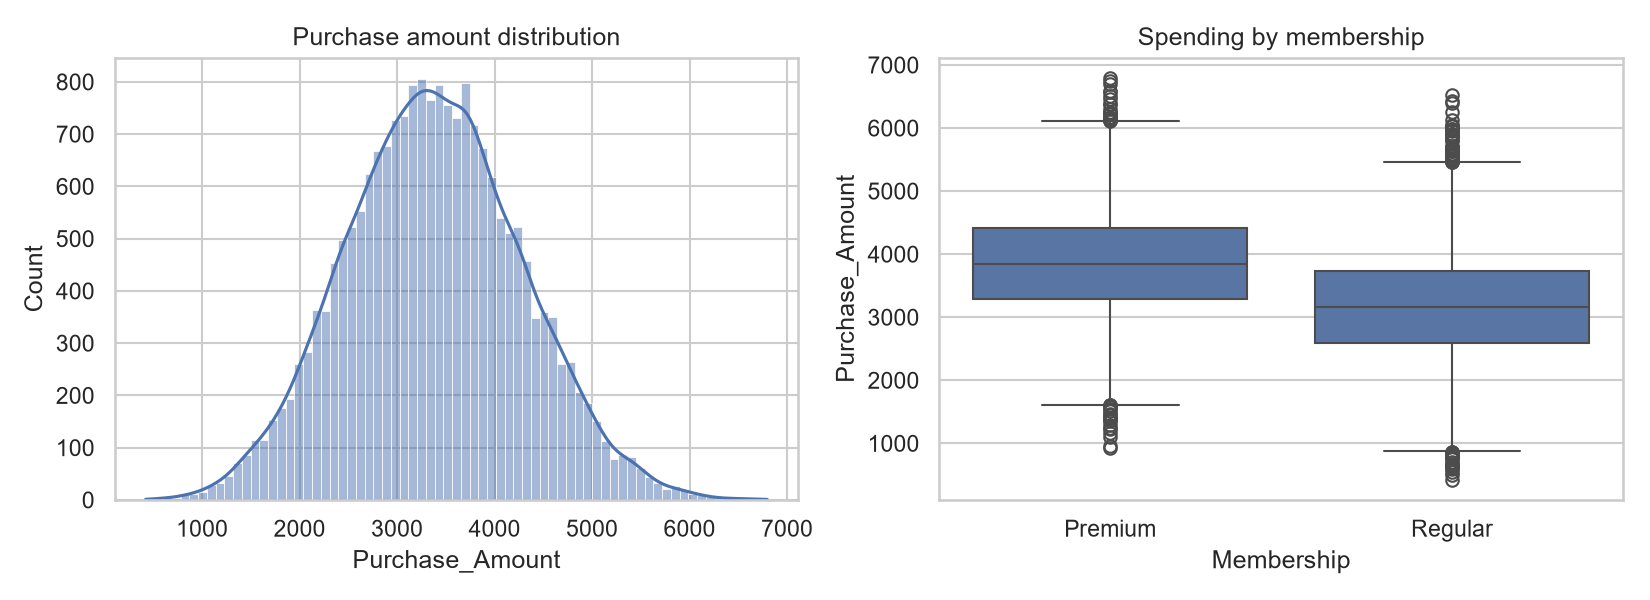 Purchase amount distribution
800
700
600
500
400
300
200
100
0
Count
1000 2000 3000 4000 5000 6000 7000
Purchase_Amount
Spending by membership
7000
6000
5000
4000
3000
2000
1000
Purchase_Amount
Premium Regular
Membership